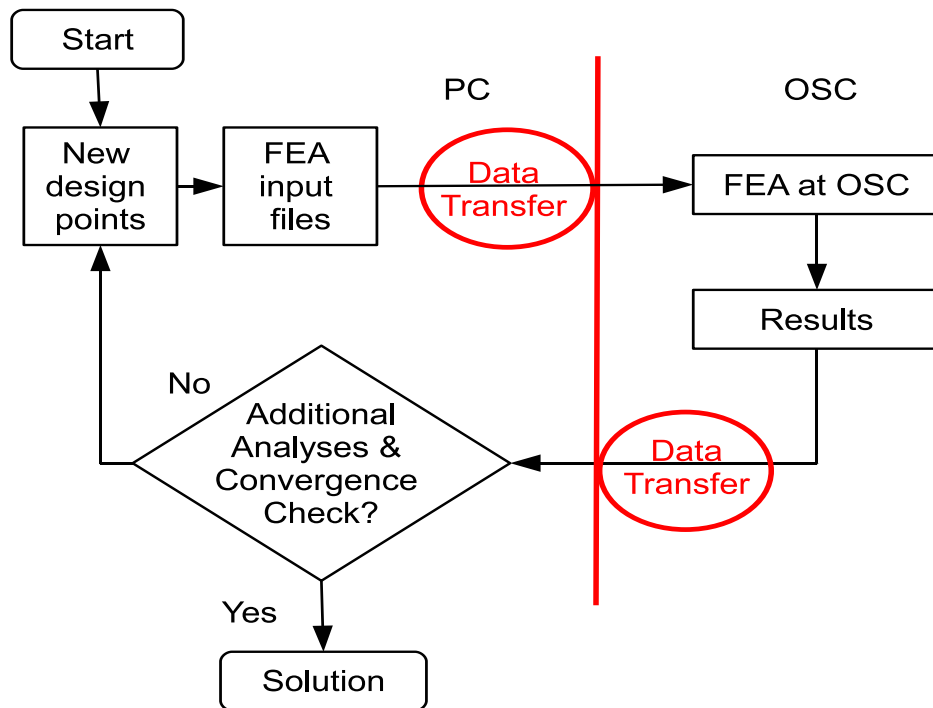 Start
PC
OSC
New
design
points
FEA
input
files
Data
Transfer
FEA at OSC
Results
No
Additional
Analyses &
Convergence
Check?
Data
Transfer
Yes
Solution